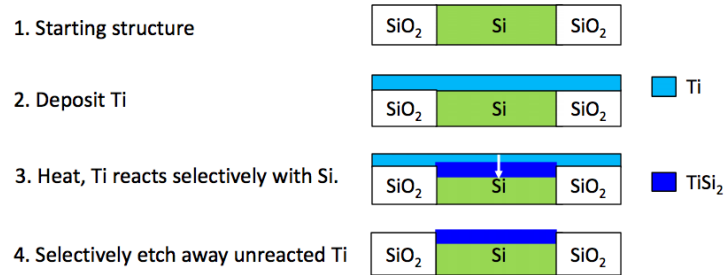 1. Starting structure
SiO₂ Si SiO₂
2. Deposit Ti
SiO₂ Si SiO₂
Ti
3. Heat, Ti reacts selectively with Si.
SiO₂ Si SiO₂
TiSi₂
4. Selectively etch away unreacted Ti
SiO₂ Si SiO₂